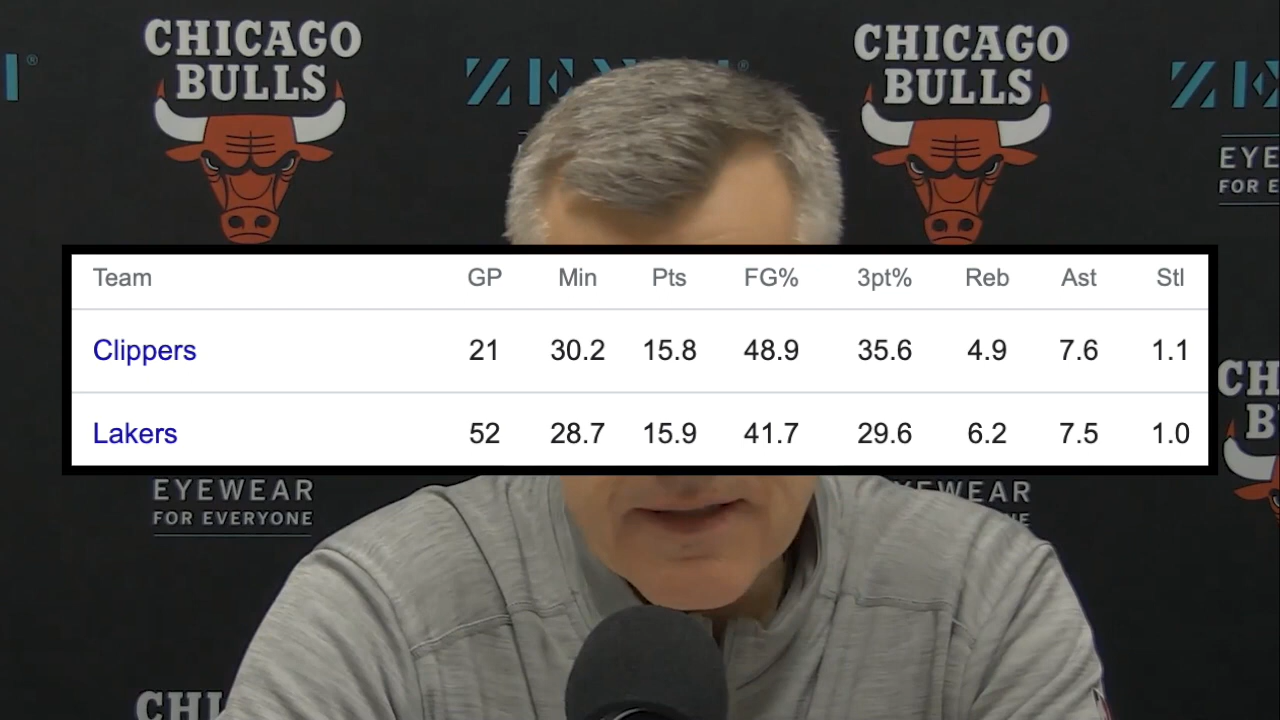 CHICAGO
BULLS
CHICAGO
BULLS
EYE
FOR E
Team GP Min Pts FG% 3pt% Reb Ast Stl
Clippers 21 30.2 15.8 48.9 35.6 4.9 7.6 1.1
Lakers 52 28.7 15.9 41.7 29.6 6.2 7.5 1.0
EYEWEAR
FOR EVERYONE